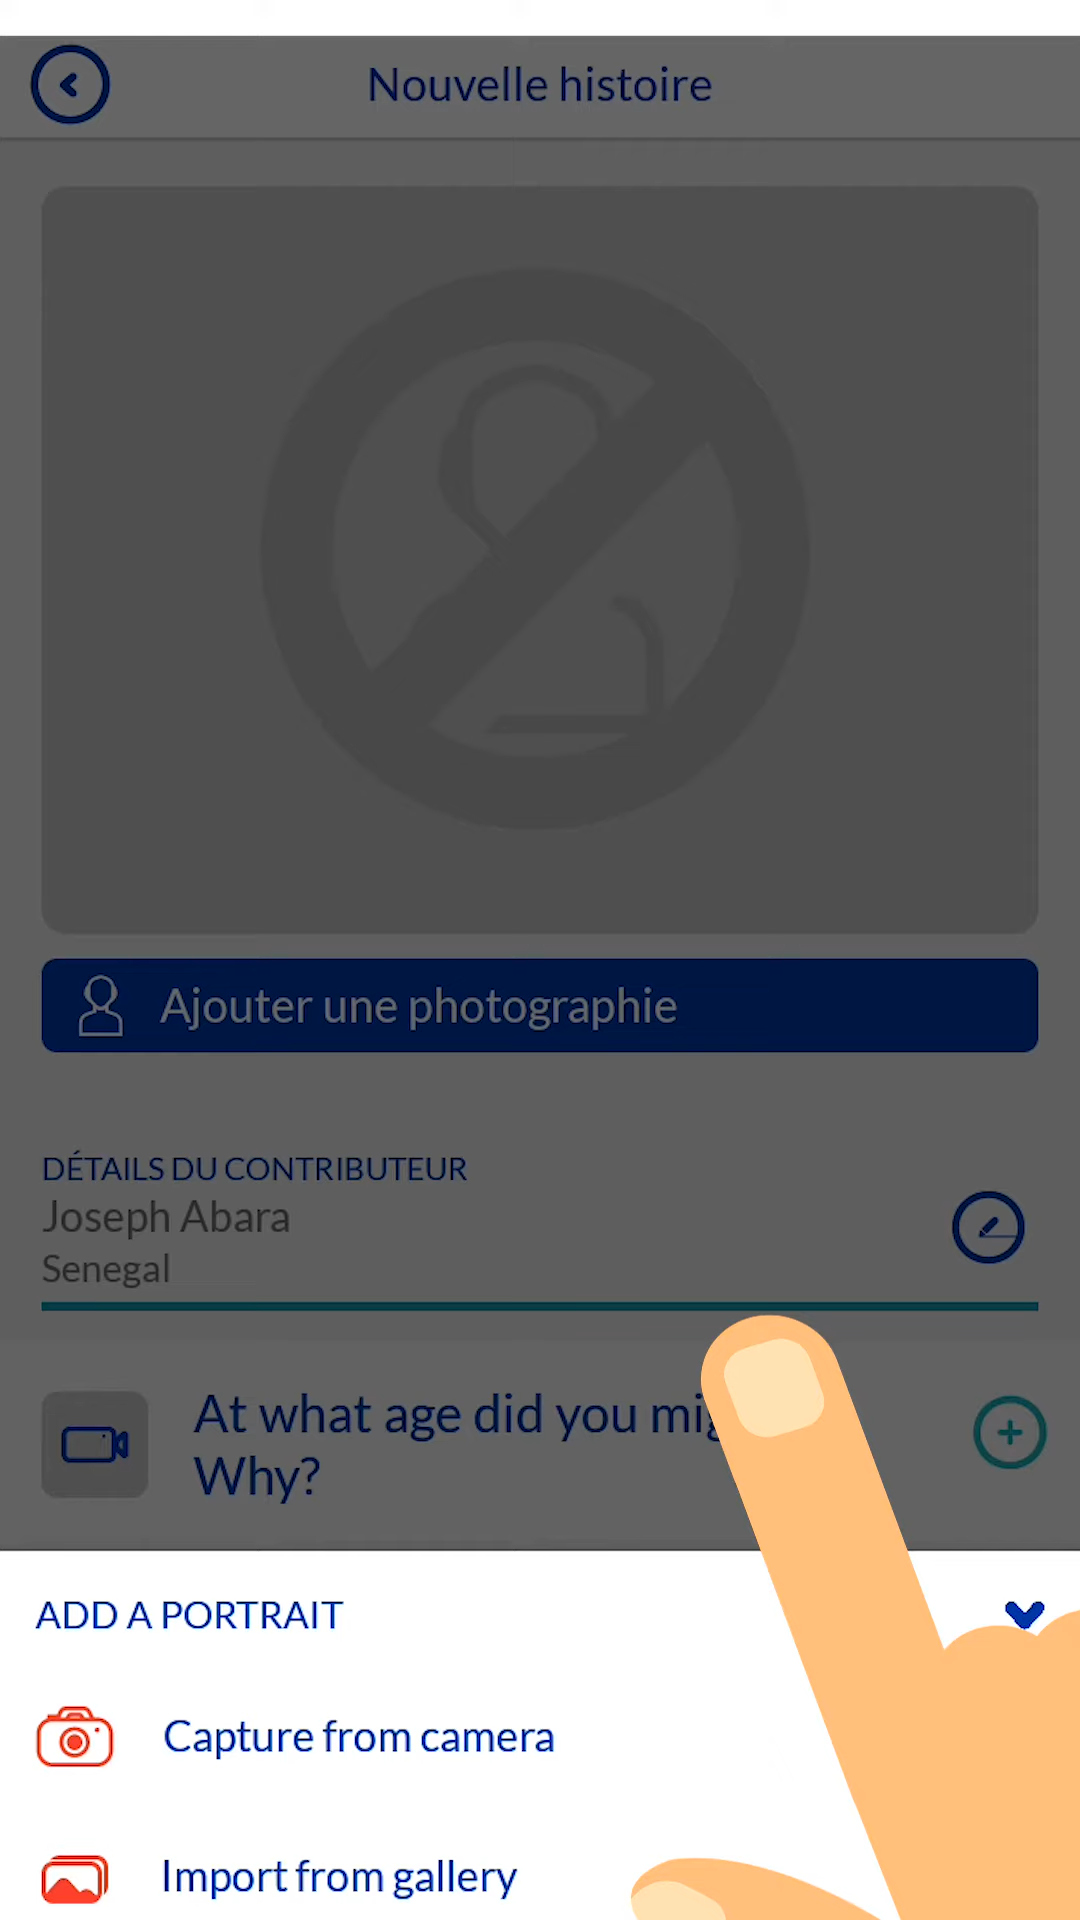 Nouvelle histoire
Ajouter une photographie
DÉTAILS DU CONTRIBUTEUR
Joseph Abara
Senegal
At what age did you
Why?
ADD A PORTRAIT
Capture from camera
Import from gallery